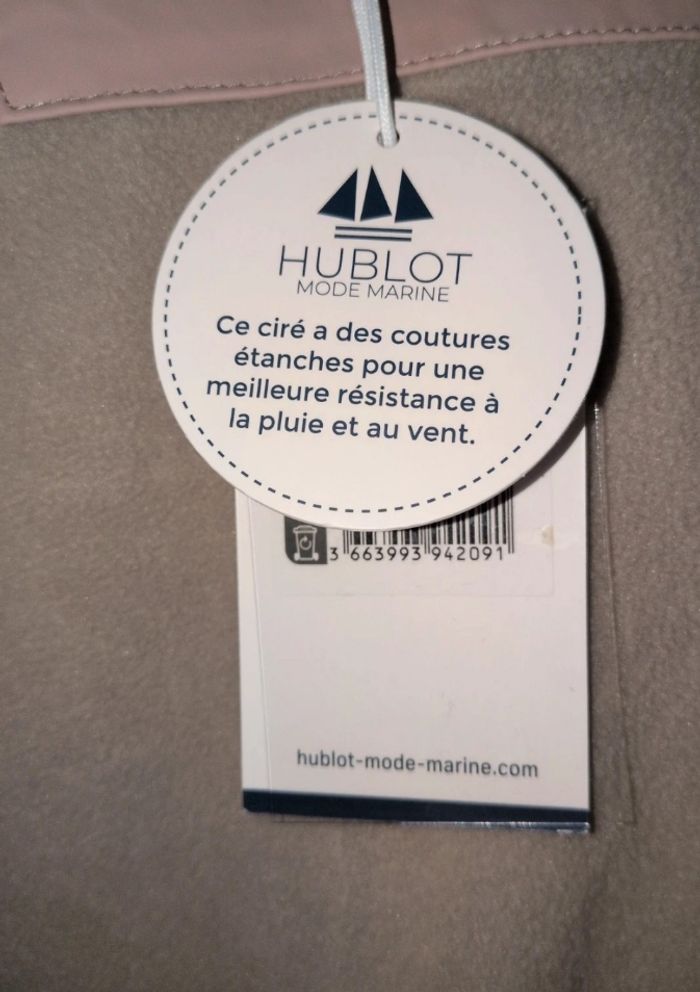 HUBLOT
MODE MARINE
Ce ciré a des coutures
étanches pour une
meilleure résistance à
la pluie et au vent.
3 663993 942091
hublot-mode-marine.com